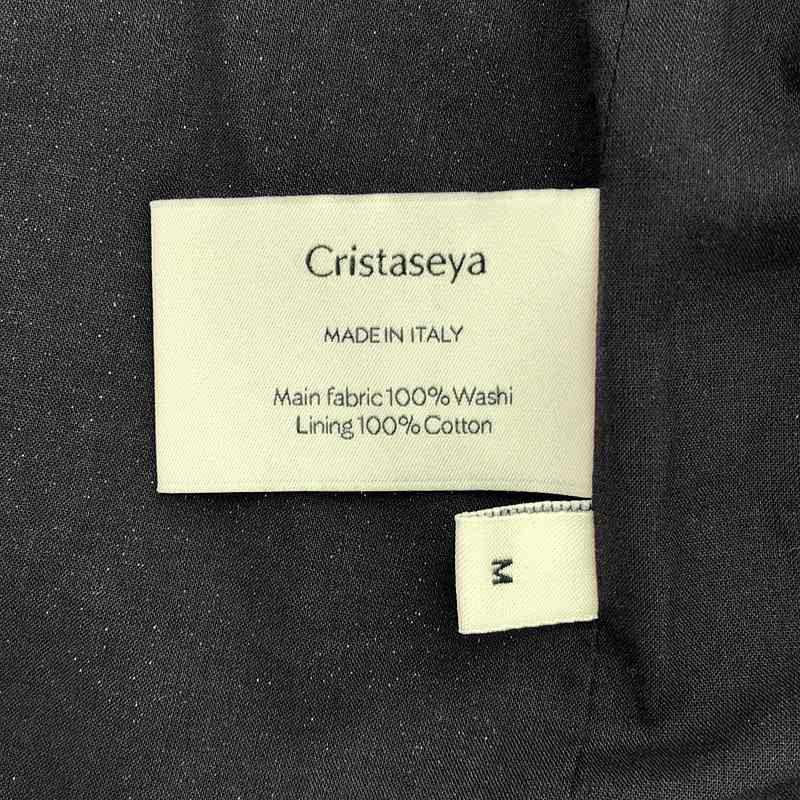 Cristaseya
MADE IN ITALY
Main fabric 100% Washi
Lining 100% Cotton
M